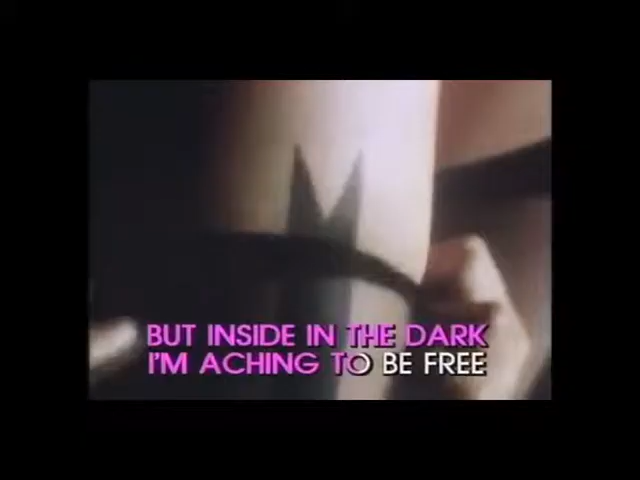 BUT INSIDE IN THE DARK
I'M ACHING TO BE FREE